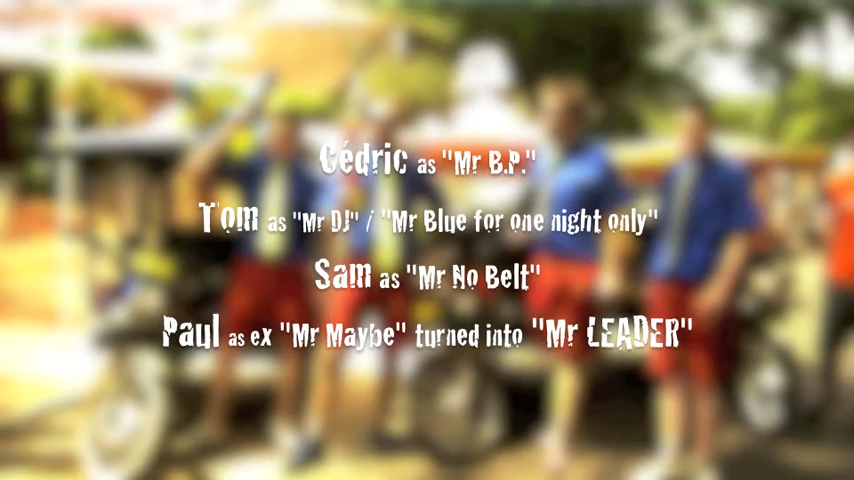 Cédric as "Mr B.P."
Tom as "Mr DJ" / "Mr Blue for one night only"
Sam as "Mr No Belt"
Paul as ex "Mr Maybe" turned into "Mr LEADER"